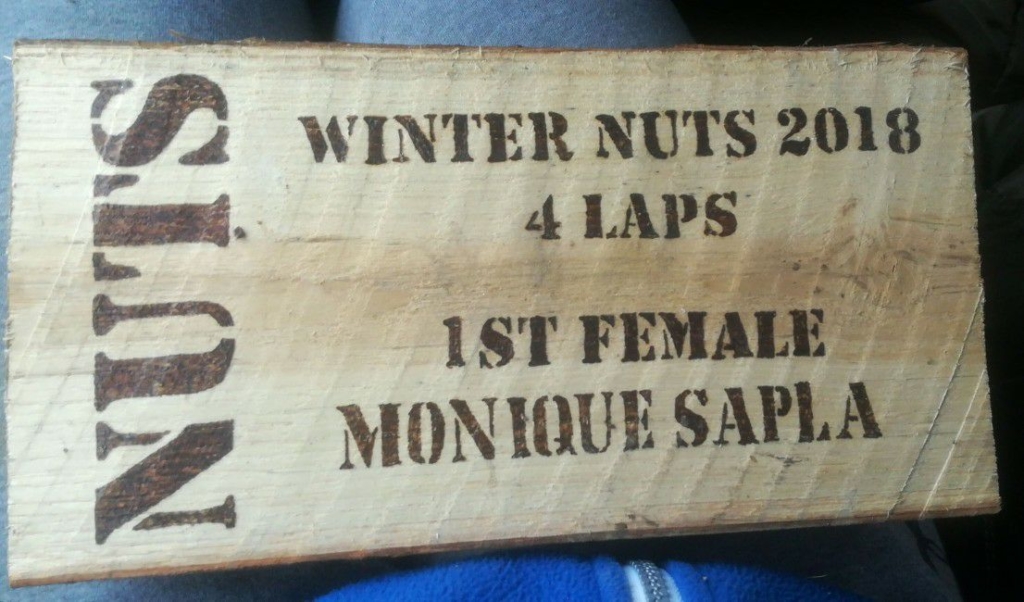 NUTS
WINTER NUTS 2018
4 LAPS
1ST FEMALE
MONIQUE SAPLA